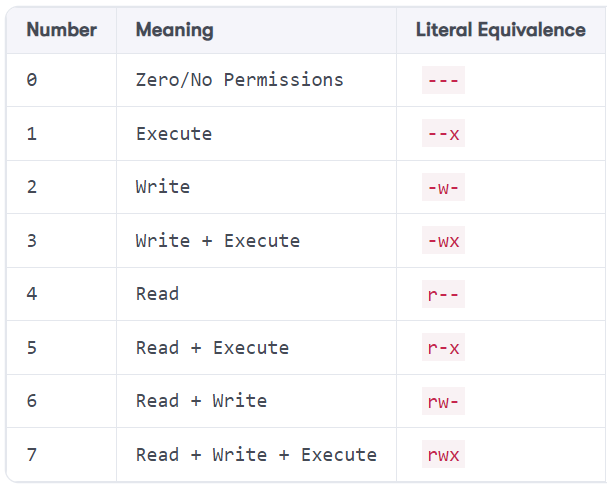 Number Meaning Literal Equivalence
0 Zero/No Permissions ---
1 Execute --x
2 Write -w-
3 Write + Execute -wx
4 Read r--
5 Read + Execute r-x
6 Read + Write rw-
7 Read + Write + Execute rwx